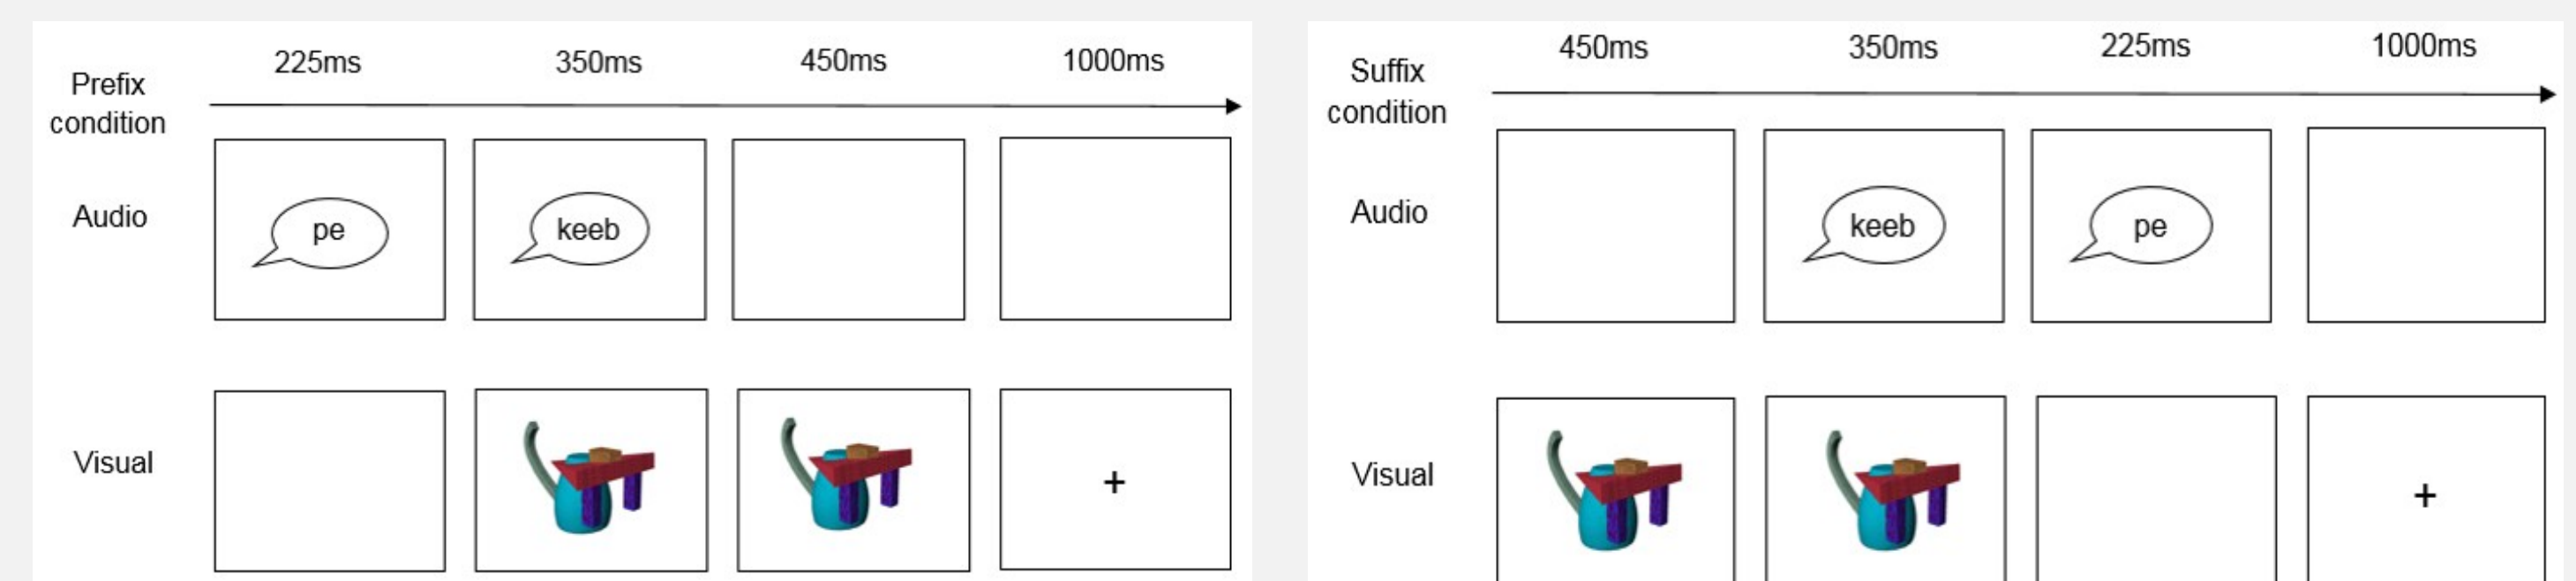 225ms 350ms 450ms 1000ms
Prefix
condition
Audio
pe
keeb
Visual
+
450ms 350ms 225ms 1000ms
Suffix
condition
Audio
keeb
pe
Visual
+